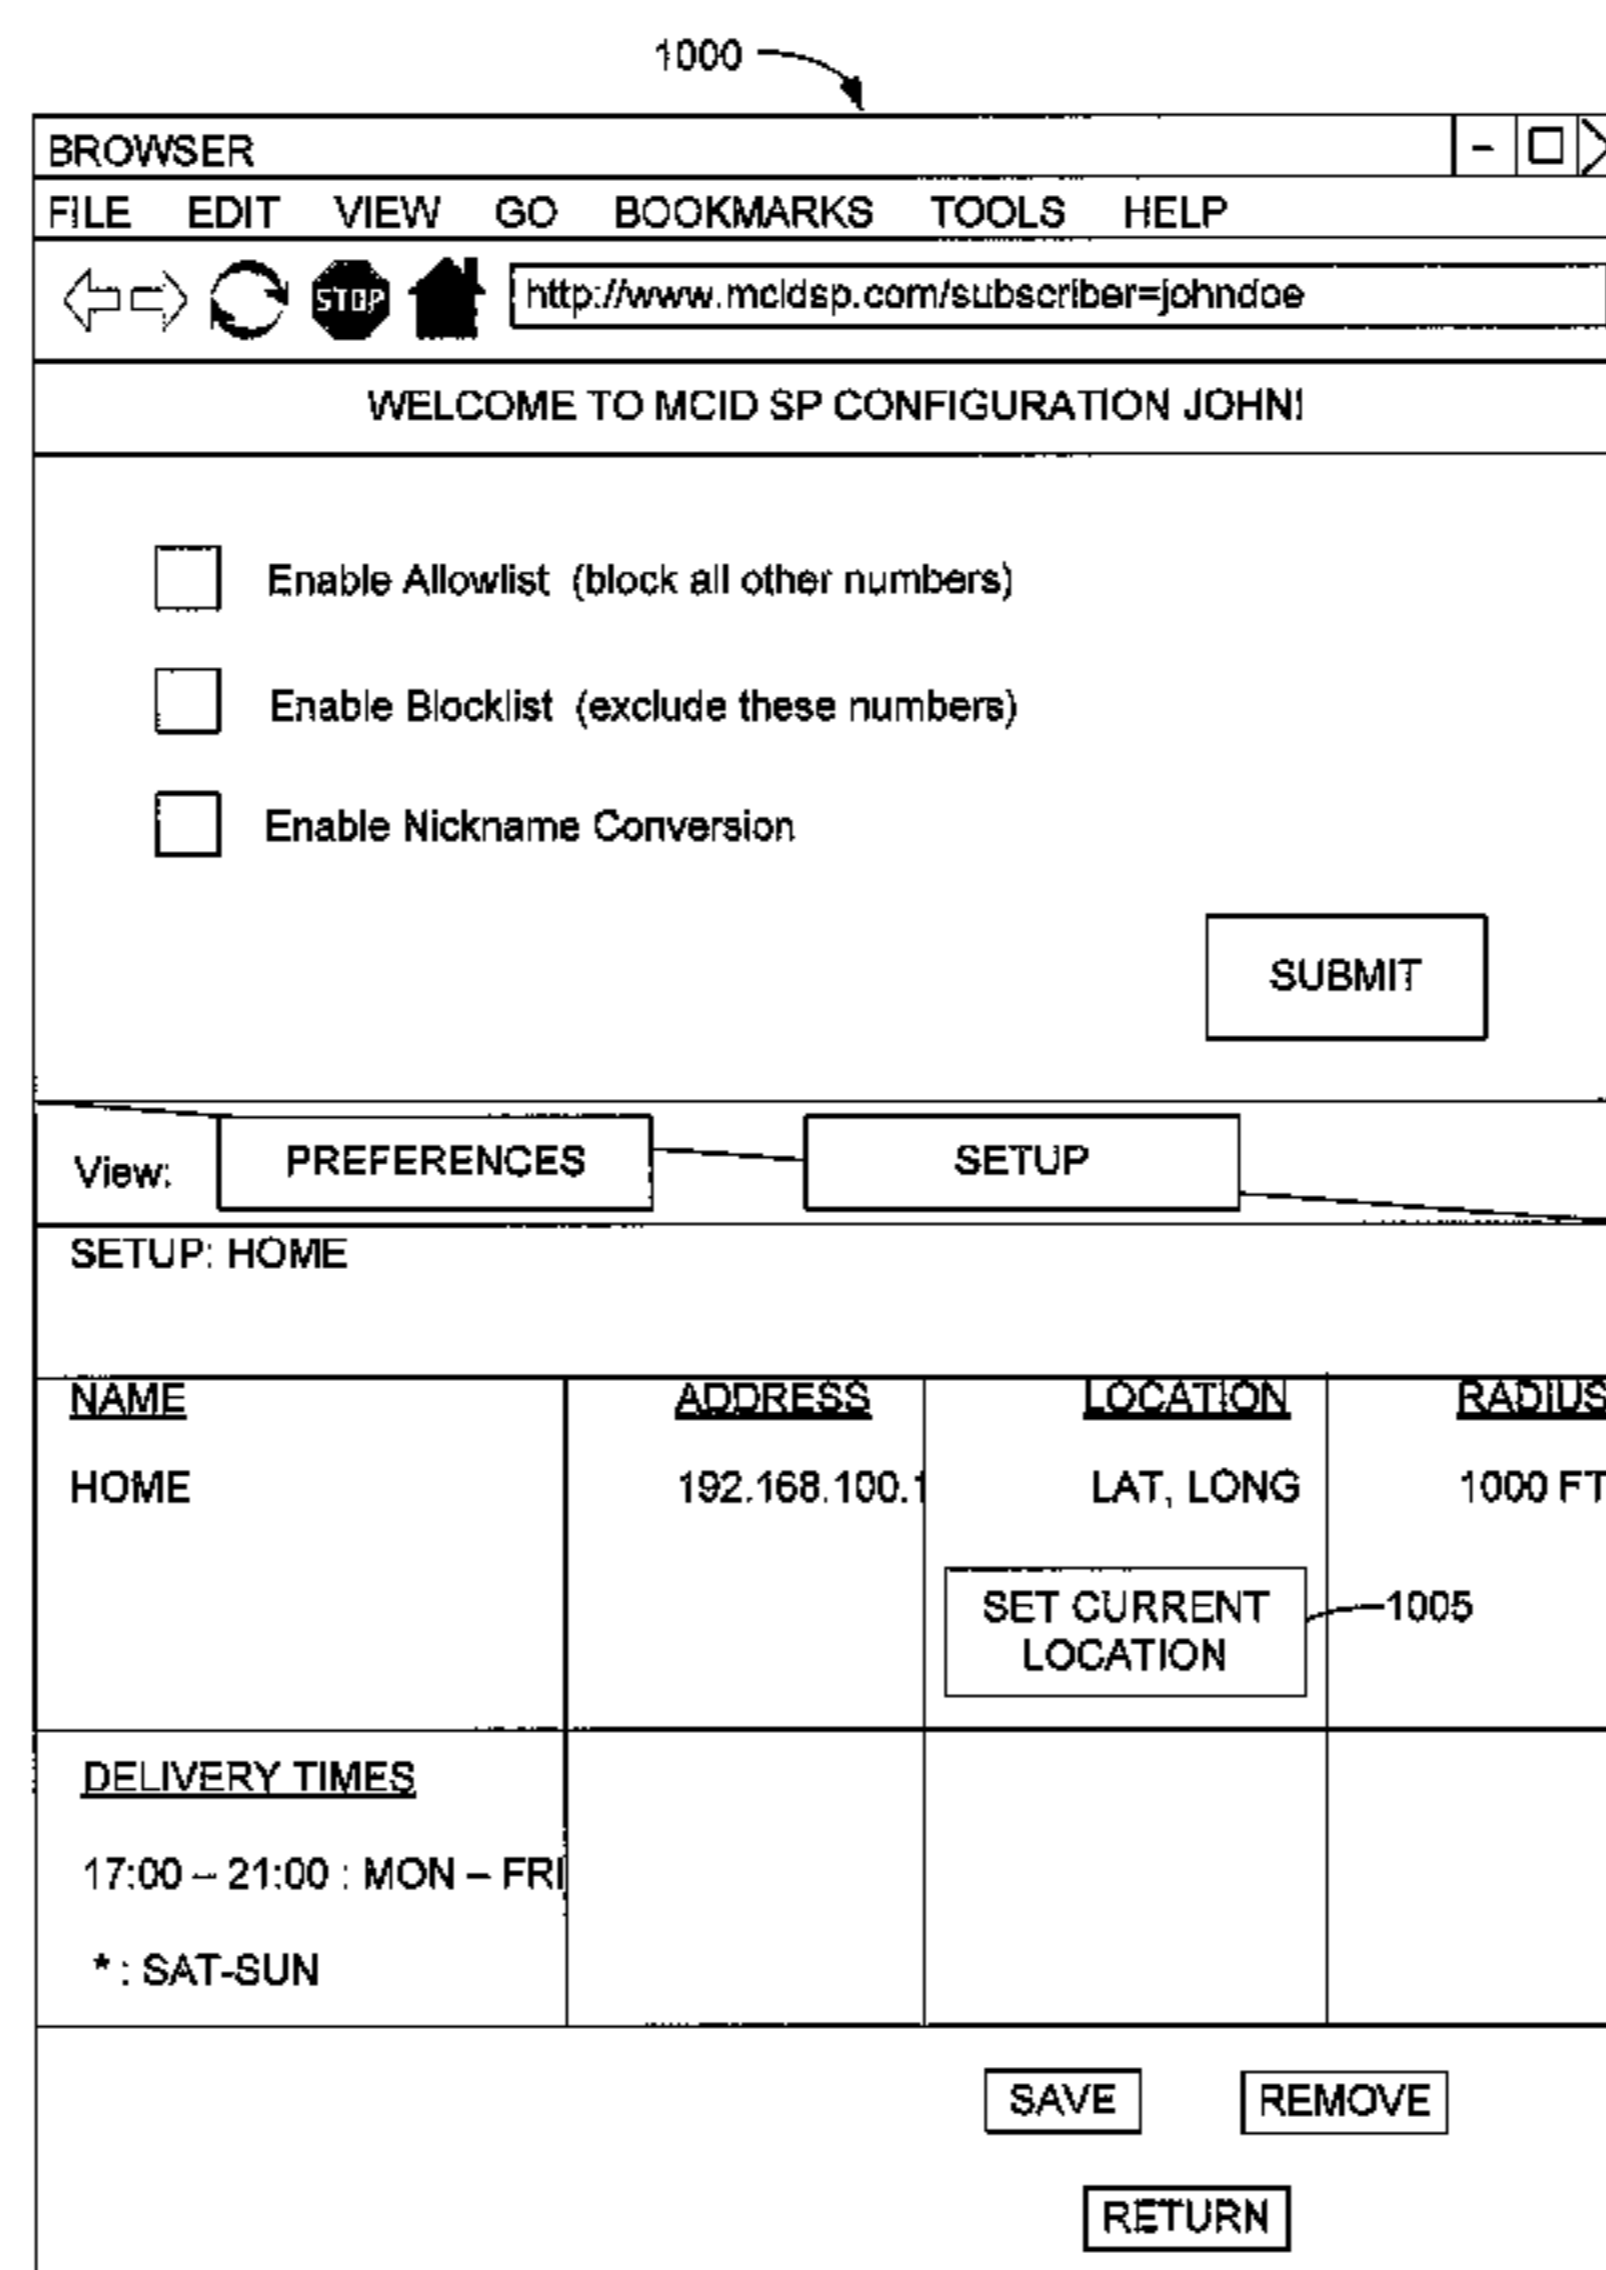 1000
BROWSER
FILE EDIT VIEW GO BOOKMARKS TOOLS HELP
STOP http://www.mcidsp.com/subscriber=johndoe
WELCOME TO MCID SP CONFIGURATION JOHN!
Enable Allowlist (block all other numbers)
Enable Blocklist (exclude these numbers)
Enable Nickname Conversion
SUBMIT
View: PREFERENCES SETUP
SETUP: HOME
NAME ADDRESS LOCATION RADIUS
HOME 192.168.100.1 LAT, LONG 1000 FT
SET CURRENT
LOCATION
1005
DELIVERY TIMES
17:00 – 21:00 : MON – FRI
* : SAT-SUN
SAVE REMOVE
RETURN